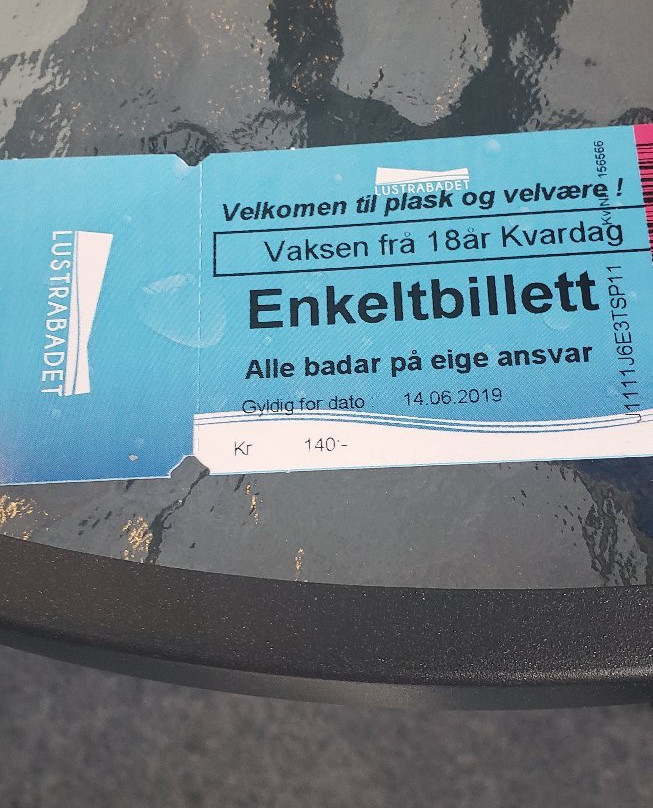 LUSTRABADET
LUSTRABADET
Velkomen til plask og velvære !
Vaksen frå 18år Kvardag
Enkeltbillett
Alle badar på eige ansvar
Gyldig for dato 14.06.2019
Kr 140-
KvNr 156566
J1111J6E3TSP11